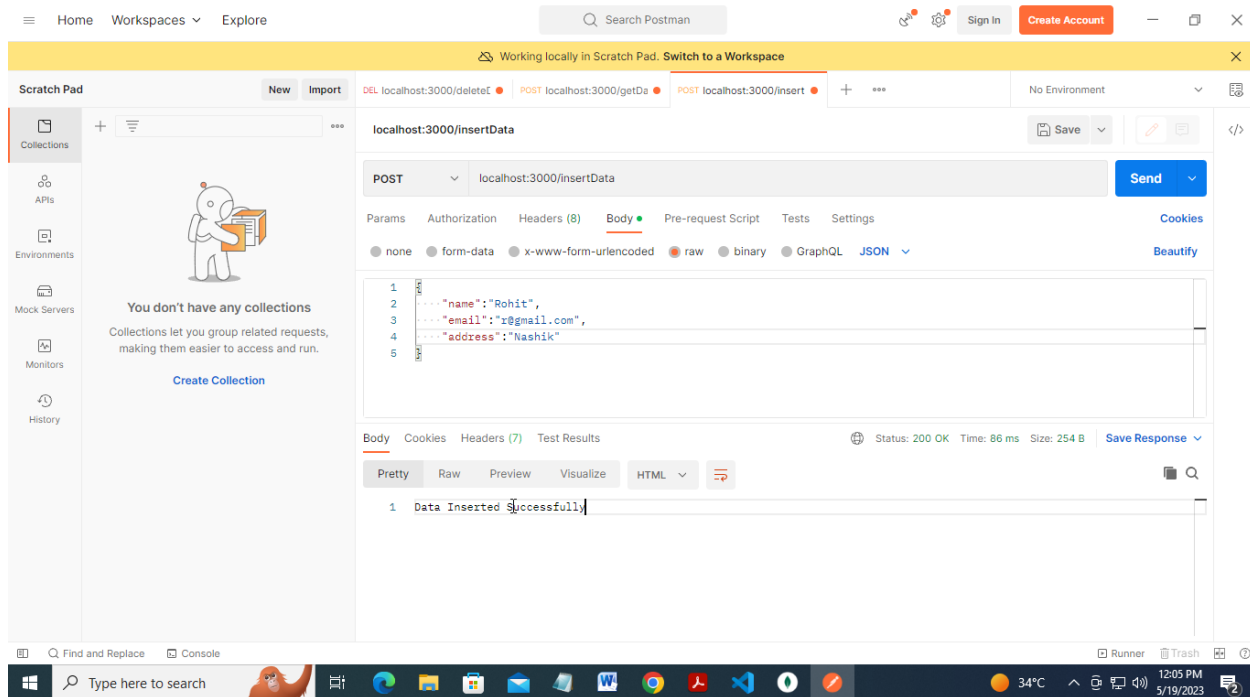 Home Workspaces Explore Search Postman Sign In Create Account
Working locally in Scratch Pad. Switch to a Workspace
Scratch Pad New Import DEL localhost:3000/deleteD POST localhost:3000/getDa POST localhost:3000/insert No Environment
Collections
APIs
Environments
Mock Servers
Monitors
History
You don't have any collections
Collections let you group related requests,
making them easier to access and run.
Create Collection
localhost:3000/insertData Save
POST localhost:3000/insertData Send
Params Authorization Headers (8) Body Pre-request Script Tests Settings Cookies
none form-data x-www-form-urlencoded raw binary GraphQL JSON Beautify
1 {
2 ····"name":"Rohit",
3 ····"email":"r@gmail.com",
4 ····"address":"Nashik"
5 }
Body Cookies Headers (7) Test Results Status: 200 OK Time: 86 ms Size: 254 B Save Response
Pretty Raw Preview Visualize HTML
1 Data Inserted Successfully
Find and Replace Console Runner Trash
Type here to search 34°C 12:05 PM
5/19/2023 2